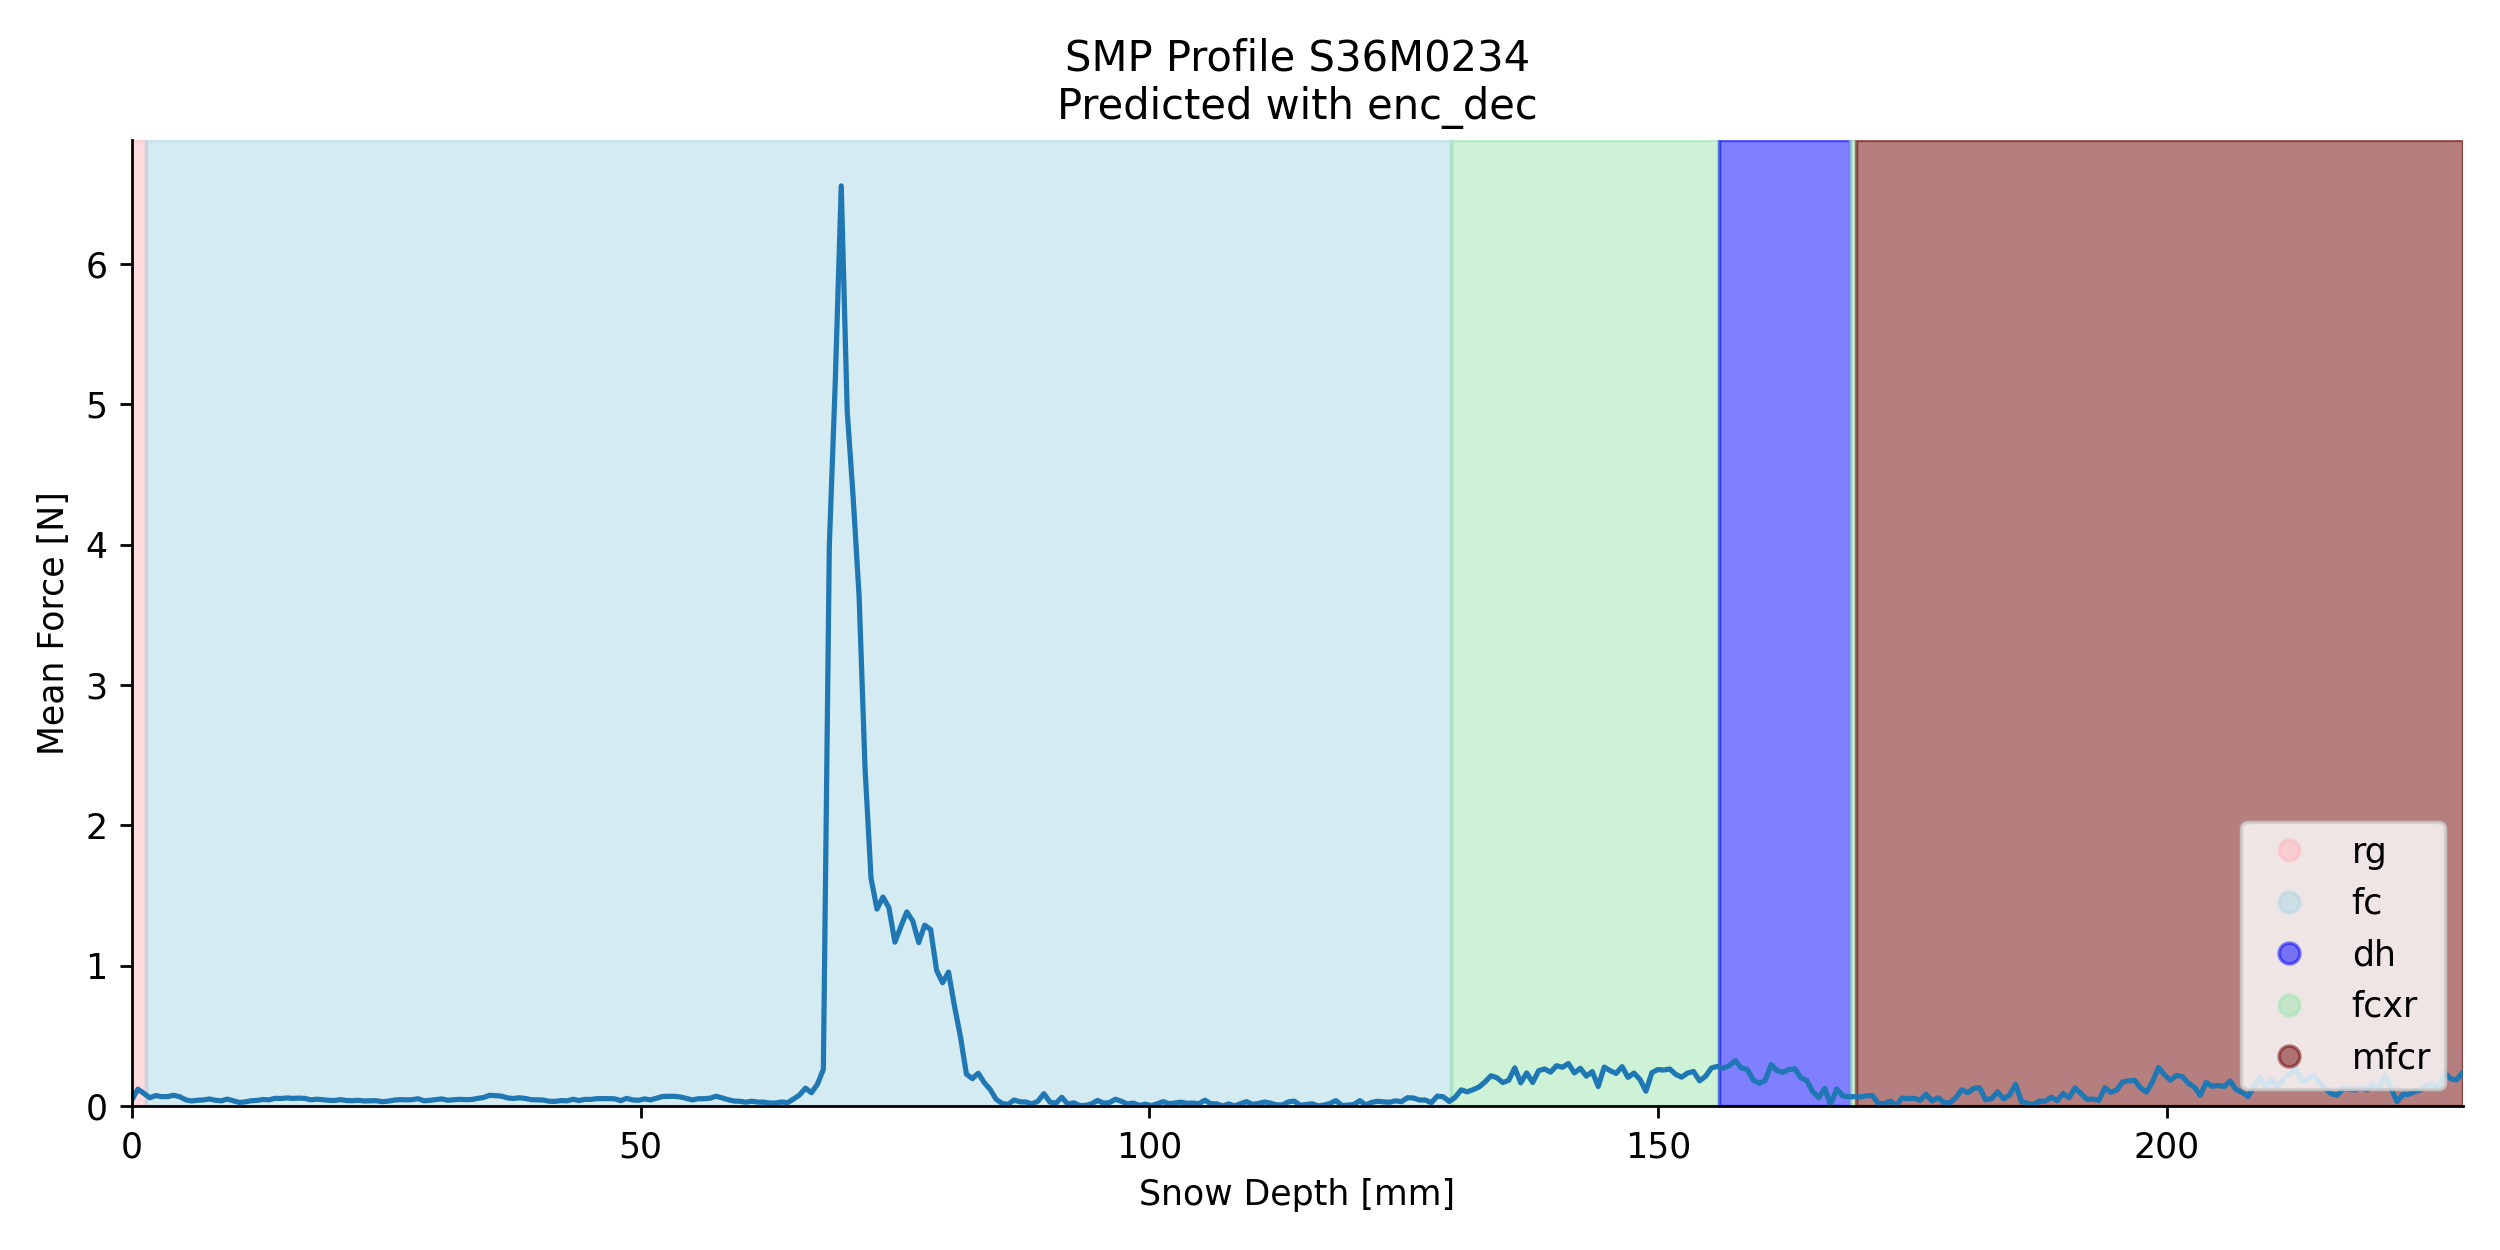 SMP Profile S36M0234
Predicted with enc_dec
Mean Force [N]
6
5
4
3
2
1
0
0 50 100 150 200
Snow Depth [mm]
rg
fc
dh
fcxr
mfcr